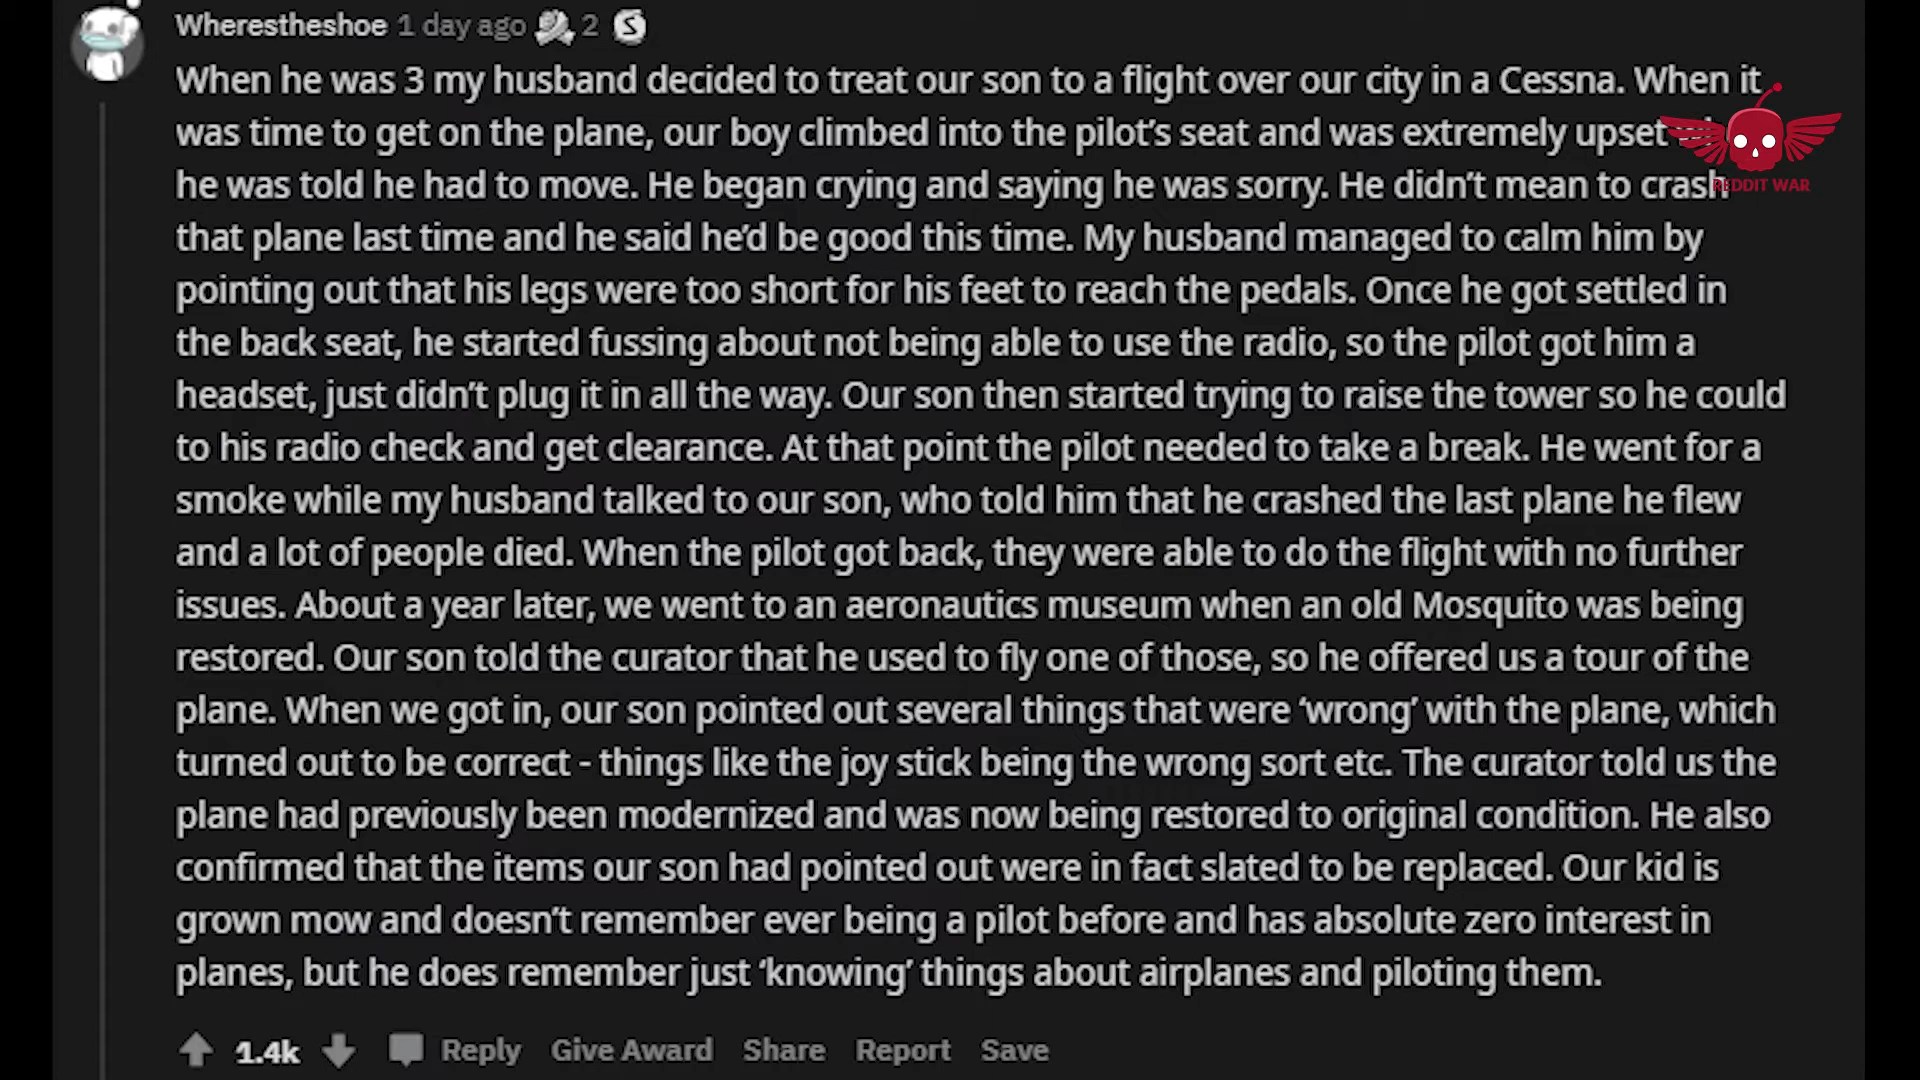 Wherestheshoe 1 day ago 2 S
When he was 3 my husband decided to treat our son to a flight over our city in a Cessna. When it
was time to get on the plane, our boy climbed into the pilot’s seat and was extremely upset
he was told he had to move. He began crying and saying he was sorry. He didn’t mean to crash
REDDIT WAR
that plane last time and he said he’d be good this time. My husband managed to calm him by
pointing out that his legs were too short for his feet to reach the pedals. Once he got settled in
the back seat, he started fussing about not being able to use the radio, so the pilot got him a
headset, just didn’t plug it in all the way. Our son then started trying to raise the tower so he could
to his radio check and get clearance. At that point the pilot needed to take a break. He went for a
smoke while my husband talked to our son, who told him that he crashed the last plane he flew
and a lot of people died. When the pilot got back, they were able to do the flight with no further
issues. About a year later, we went to an aeronautics museum when an old Mosquito was being
restored. Our son told the curator that he used to fly one of those, so he offered us a tour of the
plane. When we got in, our son pointed out several things that were ‘wrong’ with the plane, which
turned out to be correct - things like the joy stick being the wrong sort etc. The curator told us the
plane had previously been modernized and was now being restored to original condition. He also
confirmed that the items our son had pointed out were in fact slated to be replaced. Our kid is
grown mow and doesn’t remember ever being a pilot before and has absolute zero interest in
planes, but he does remember just ‘knowing’ things about airplanes and piloting them.
1.4k Reply Give Award Share Report Save